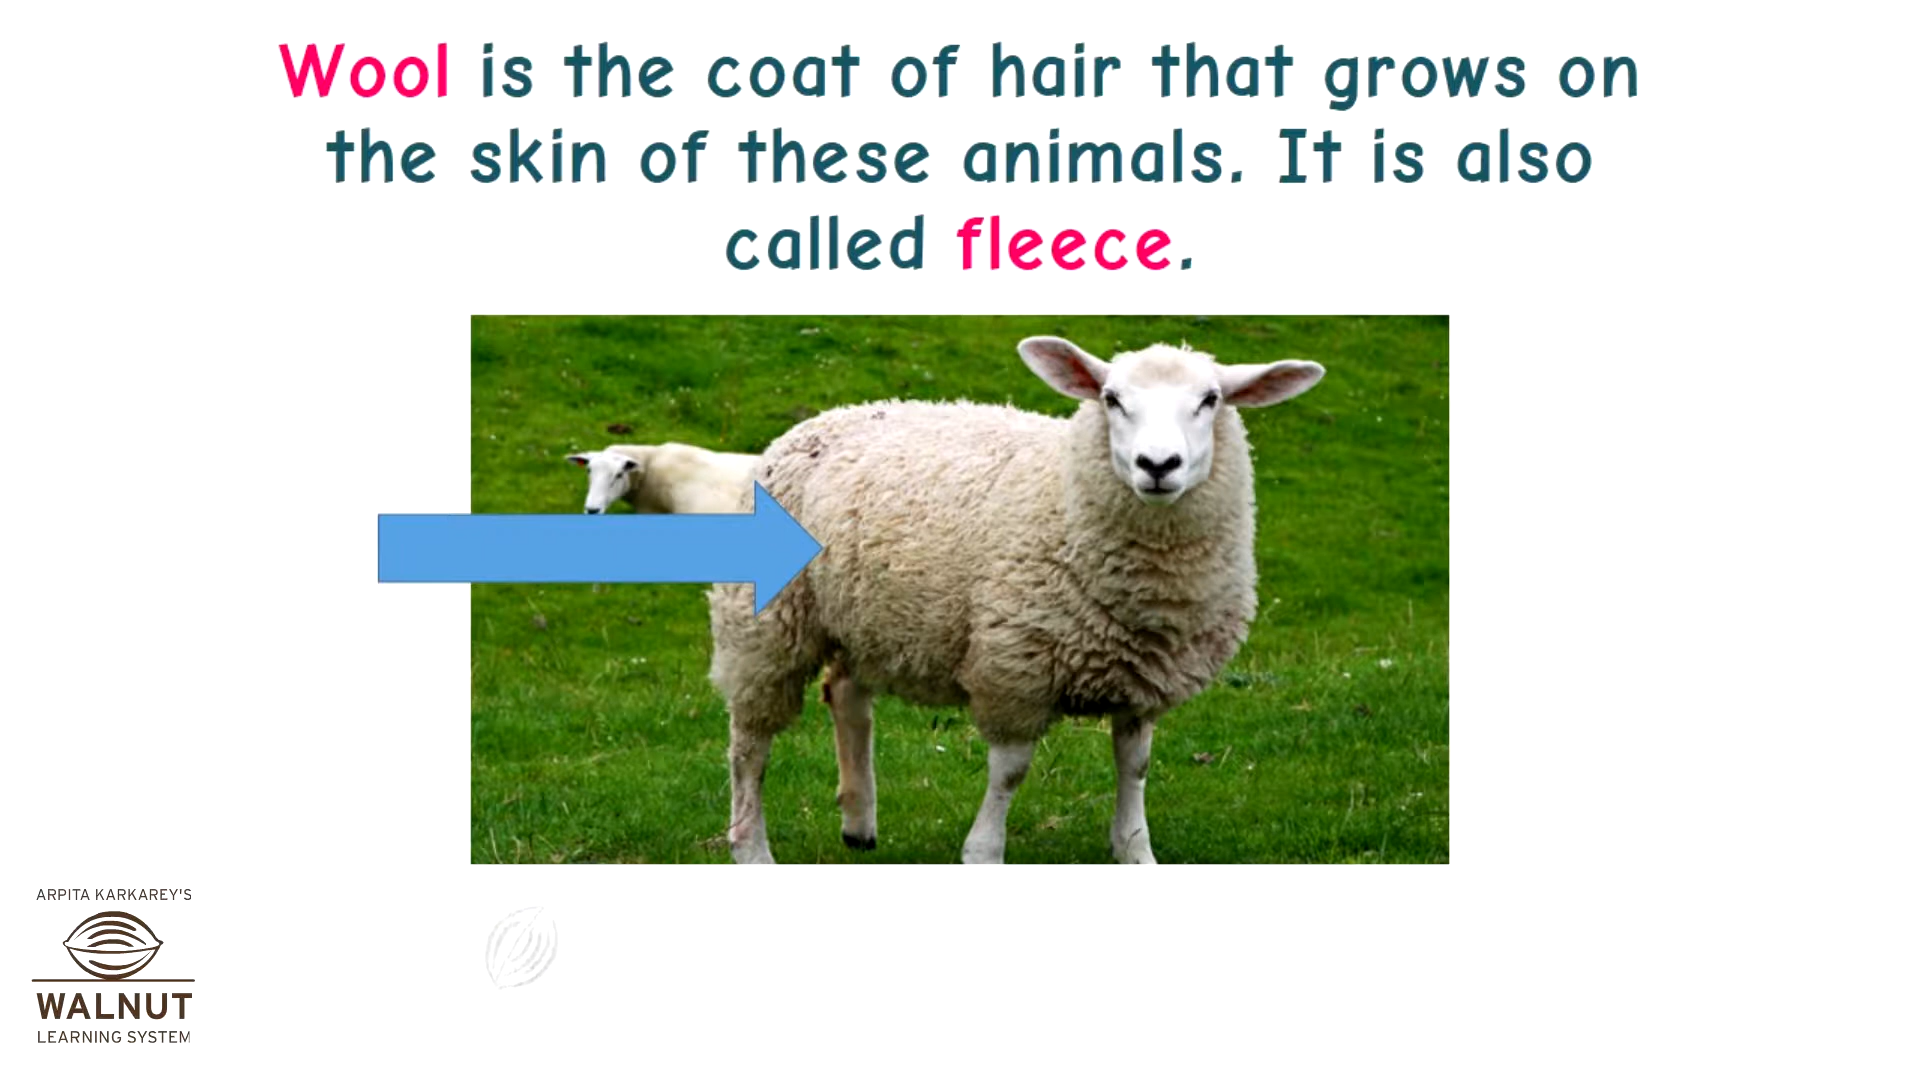 Wool is the coat of hair that grows on
the skin of these animals. It is also
called fleece.
ARPITA KARKAREY'S
WALNUT
LEARNING SYSTEM